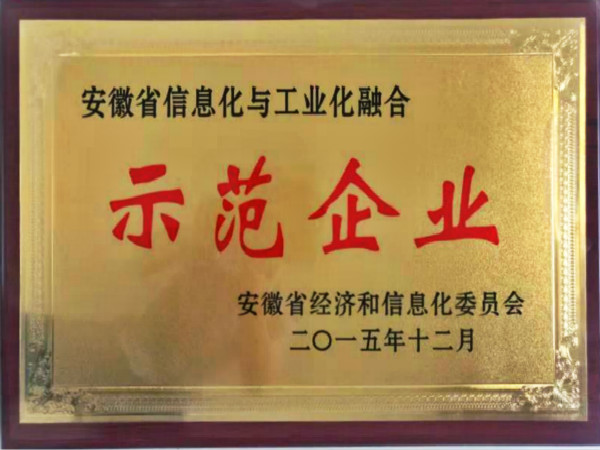 安徽省信息化与工业化融合
示范企业
安徽省经济和信息化委员会
二〇一五年十二月